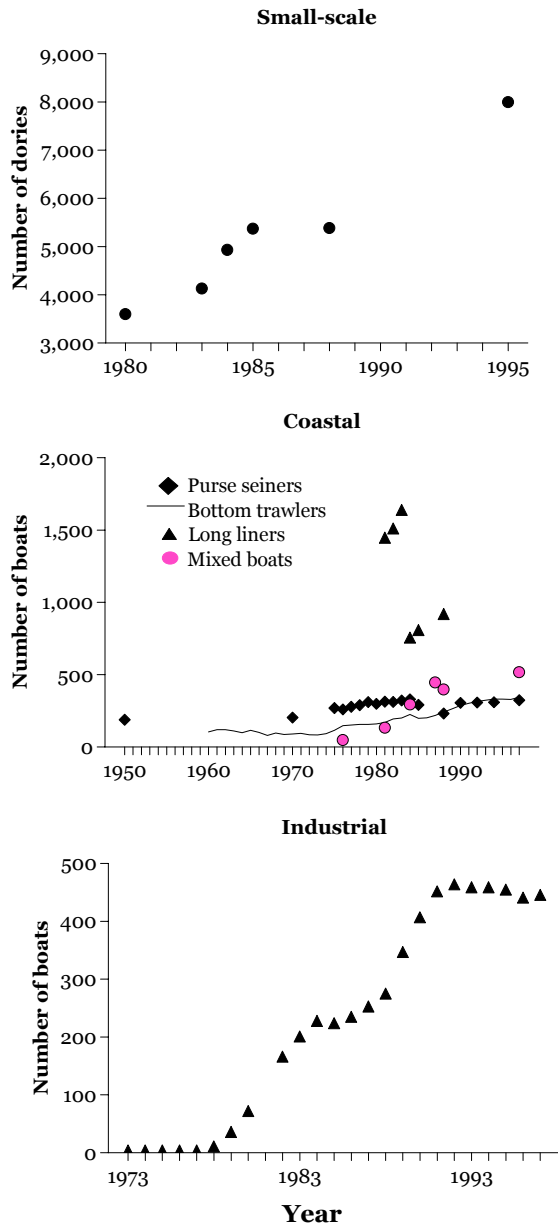 Small-scale
9,000
8,000
7,000
6,000
5,000
4,000
3,000
Number of dories
1980 1985 1990 1995
Coastal
2,000
1,500
1,000
500
0
Number of boats
Purse seiners
Bottom trawlers
Long liners
Mixed boats
1950 1960 1970 1980 1990
Industrial
500
400
300
200
100
0
Number of boats
1973 1983 1993
Year